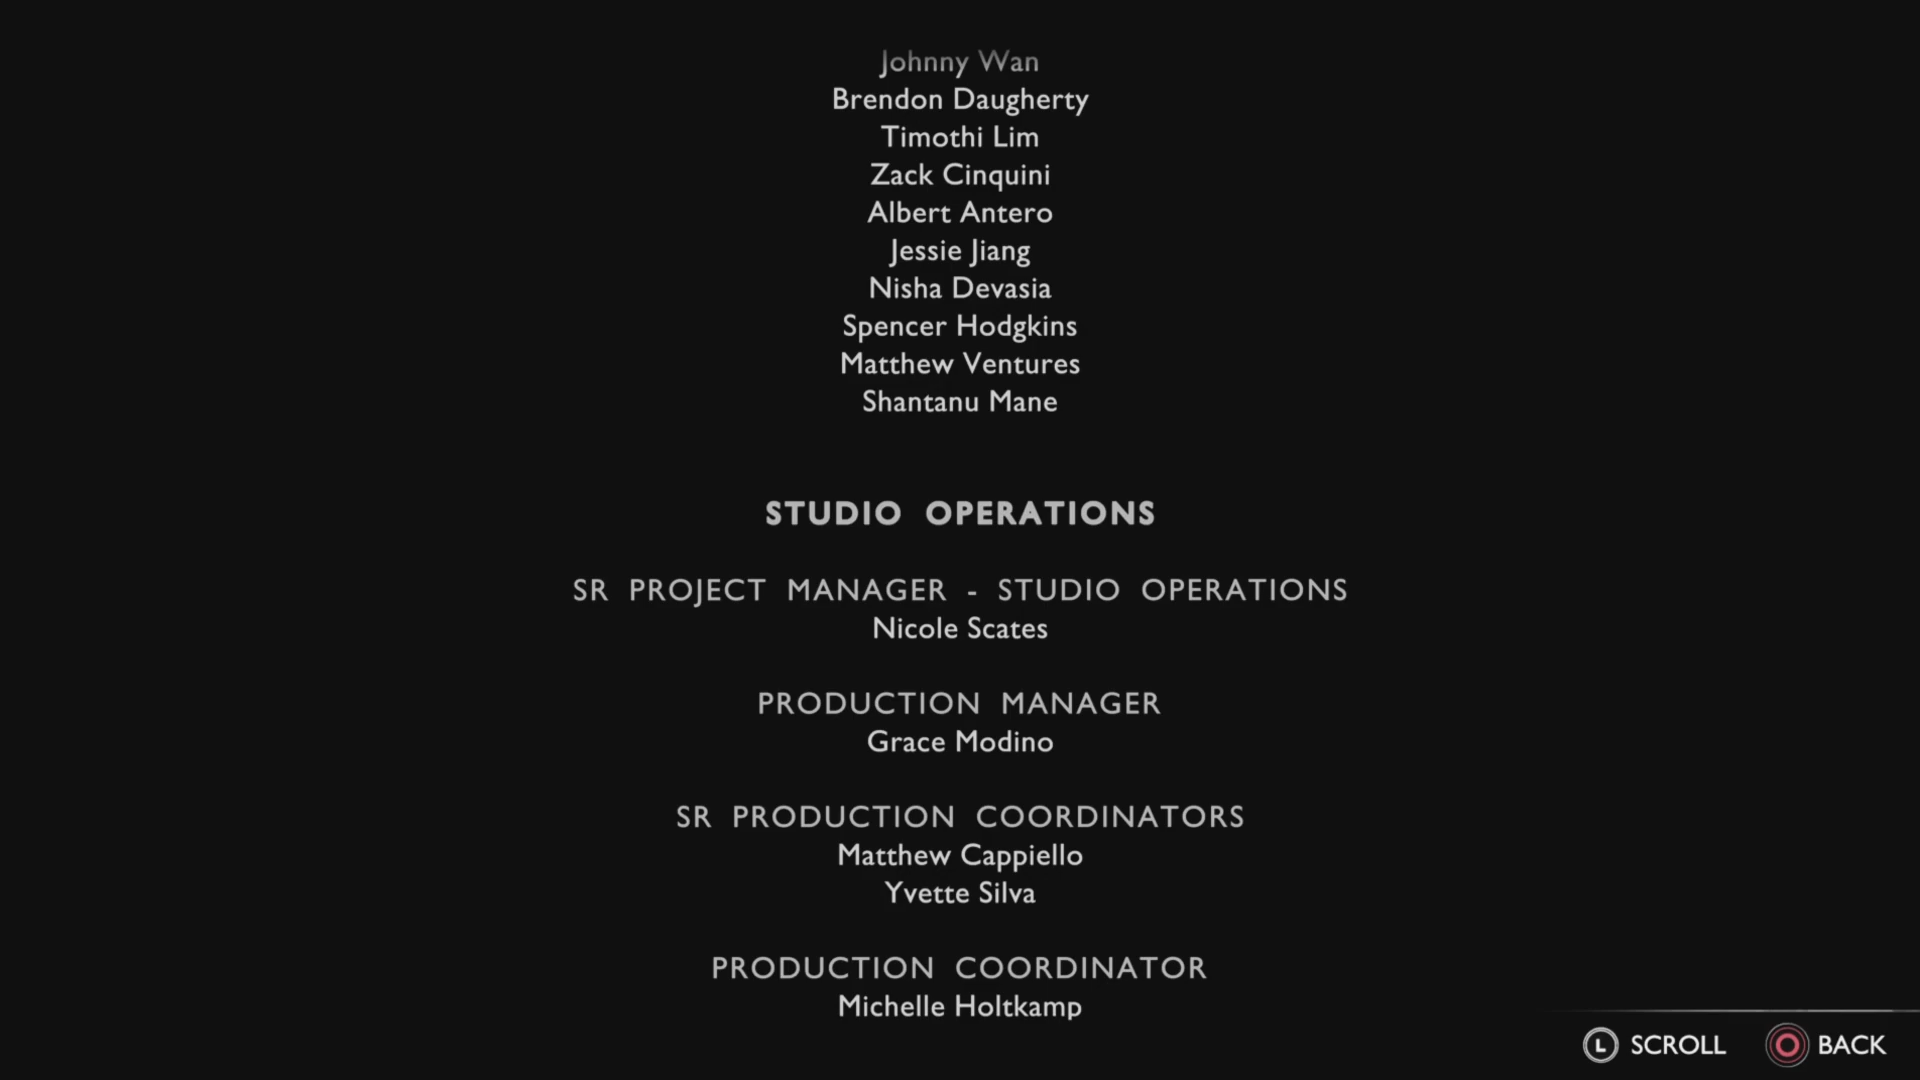 Johnny Wan
Brendon Daugherty
Timothi Lim
Zack Cinquini
Albert Antero
Jessie Jiang
Nisha Devasia
Spencer Hodgkins
Matthew Ventures
Shantanu Mane
STUDIO OPERATIONS
SR PROJECT MANAGER - STUDIO OPERATIONS
Nicole Scates
PRODUCTION MANAGER
Grace Modino
SR PRODUCTION COORDINATORS
Matthew Cappiello
Yvette Silva
PRODUCTION COORDINATOR
Michelle Holtkamp
L SCROLL BACK